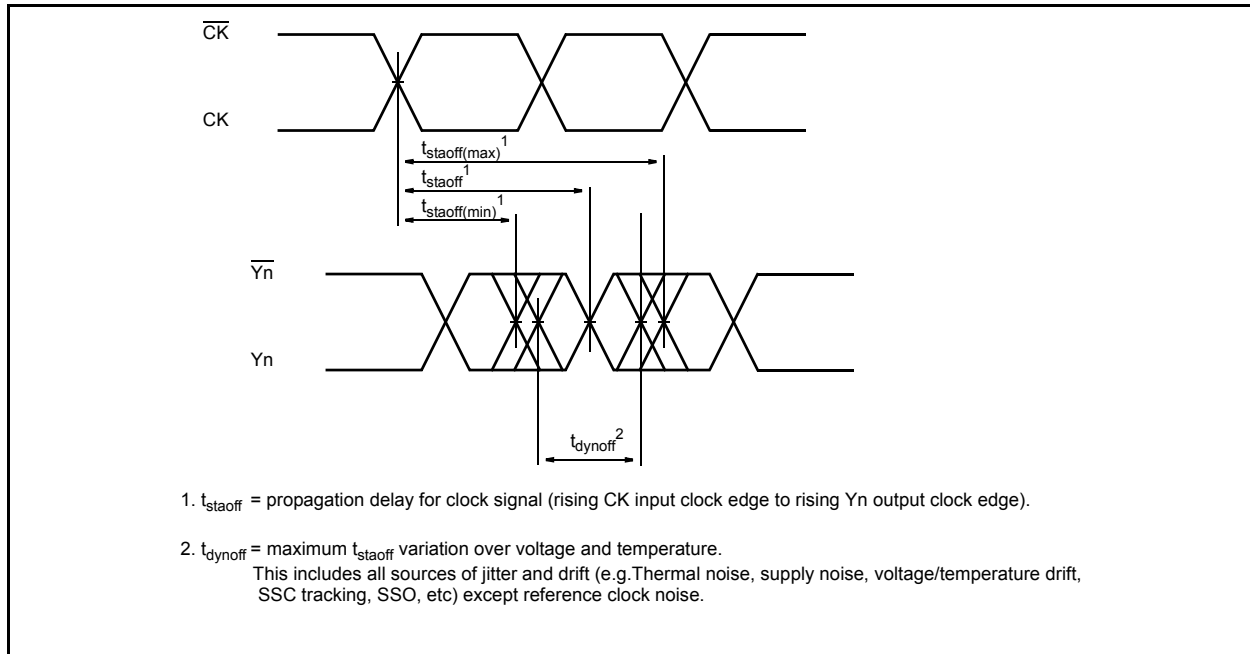 C̅K̅
CK
tstaoff(max)1
tstaoff1
tstaoff(min)1
Y̅n̅
Yn
tdynoff2
1. tstaoff = propagation delay for clock signal (rising CK input clock edge to rising Yn output clock edge).
2. tdynoff = maximum tstaoff variation over voltage and temperature.
This includes all sources of jitter and drift (e.g.Thermal noise, supply noise, voltage/temperature drift,
SSC tracking, SSO, etc) except reference clock noise.